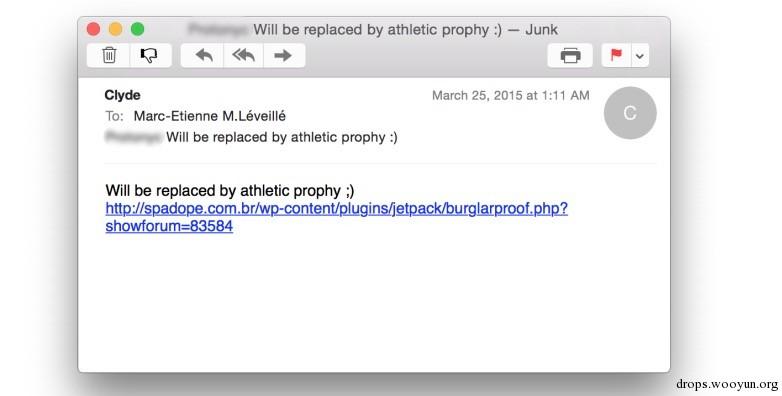 Will be replaced by athletic prophy :) — Junk
Clyde
March 25, 2015 at 1:11 AM
C
To: Marc-Etienne M.Léveillé
Will be replaced by athletic prophy :)
Will be replaced by athletic prophy ;)
http://spadope.com.br/wp-content/plugins/jetpack/burglarproof.php?
showforum=83584
drops.wooyun.org